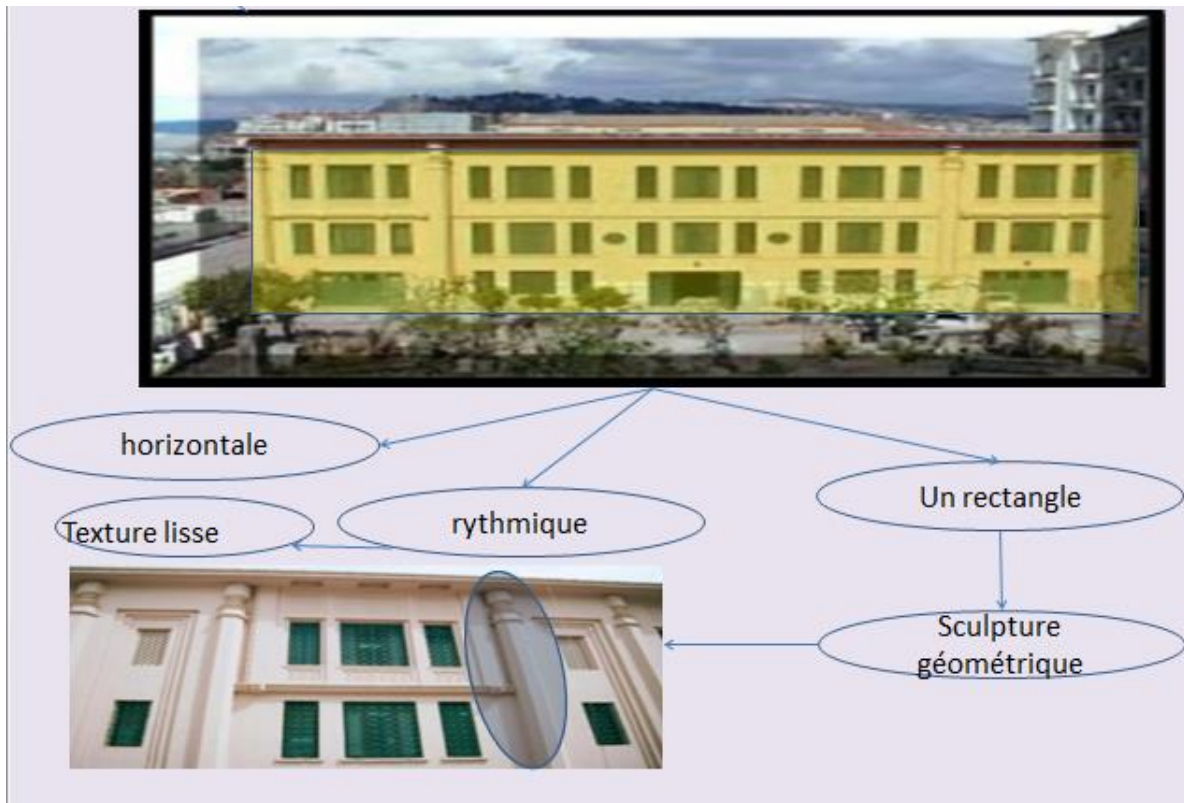 horizontale
Un rectangle
rythmique
Texture lisse
Sculpture
géométrique